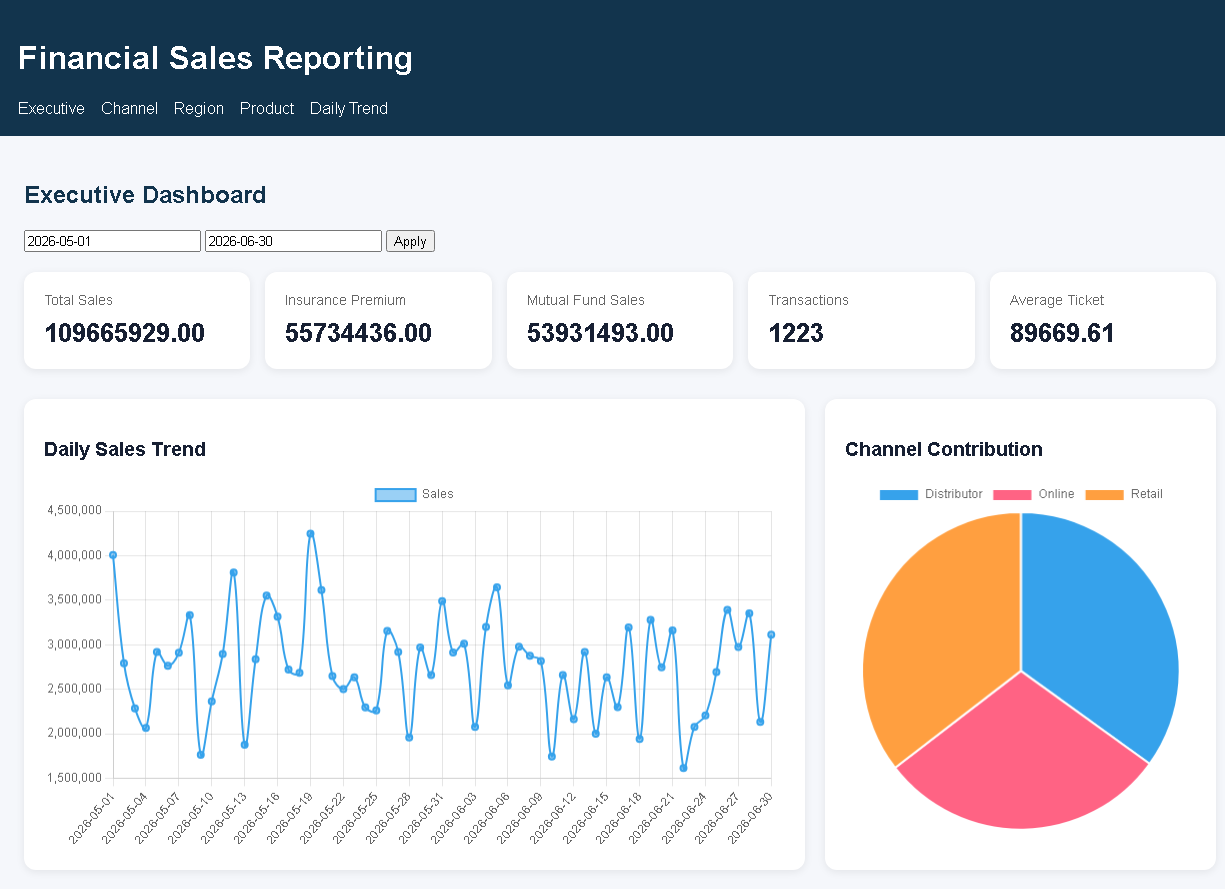 Financial Sales Reporting
Executive Channel Region Product Daily Trend
Executive Dashboard
2026-05-01 2026-06-30 Apply
Total Sales
109665929.00
Insurance Premium
55734436.00
Mutual Fund Sales
53931493.00
Transactions
1223
Average Ticket
89669.61
Daily Sales Trend
Sales
4,500,000
4,000,000
3,500,000
3,000,000
2,500,000
2,000,000
1,500,000
2026-05-01 2026-05-04 2026-05-07 2026-05-10 2026-05-13 2026-05-16 2026-05-19 2026-05-22 2026-05-25 2026-05-28 2026-05-31 2026-06-03 2026-06-06 2026-06-09 2026-06-12 2026-06-15 2026-06-18 2026-06-21 2026-06-24 2026-06-27 2026-06-30
Channel Contribution
Distributor Online Retail